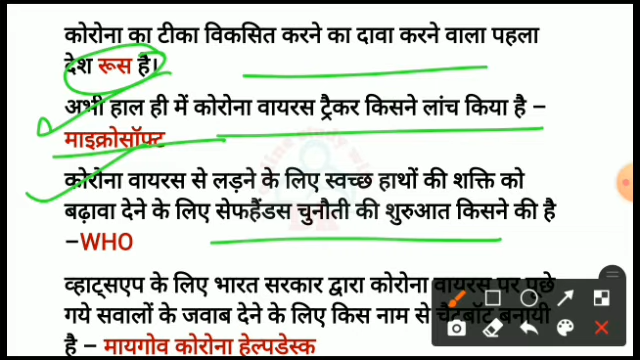 कोरोना का टीका विकसित करने का दावा करने वाला पहला
देश रूस है।
अभी हाल ही में कोरोना वायरस ट्रैकर किसने लांच किया है –
माइक्रोसॉफ्ट
कोरोना वायरस से लड़ने के लिए स्वच्छ हाथों की शक्ति को
बढ़ावा देने के लिए सेफहैंडस चुनौती की शुरुआत किसने की है
–WHO
व्हाट्सएप के लिए भारत सरकार द्वारा कोरोना वायरस पर पूछे
गये सवालों के जवाब देने के लिए किस नाम से चैटबॉट बनायी
है – मायगोव कोरोना हेल्पडेस्क